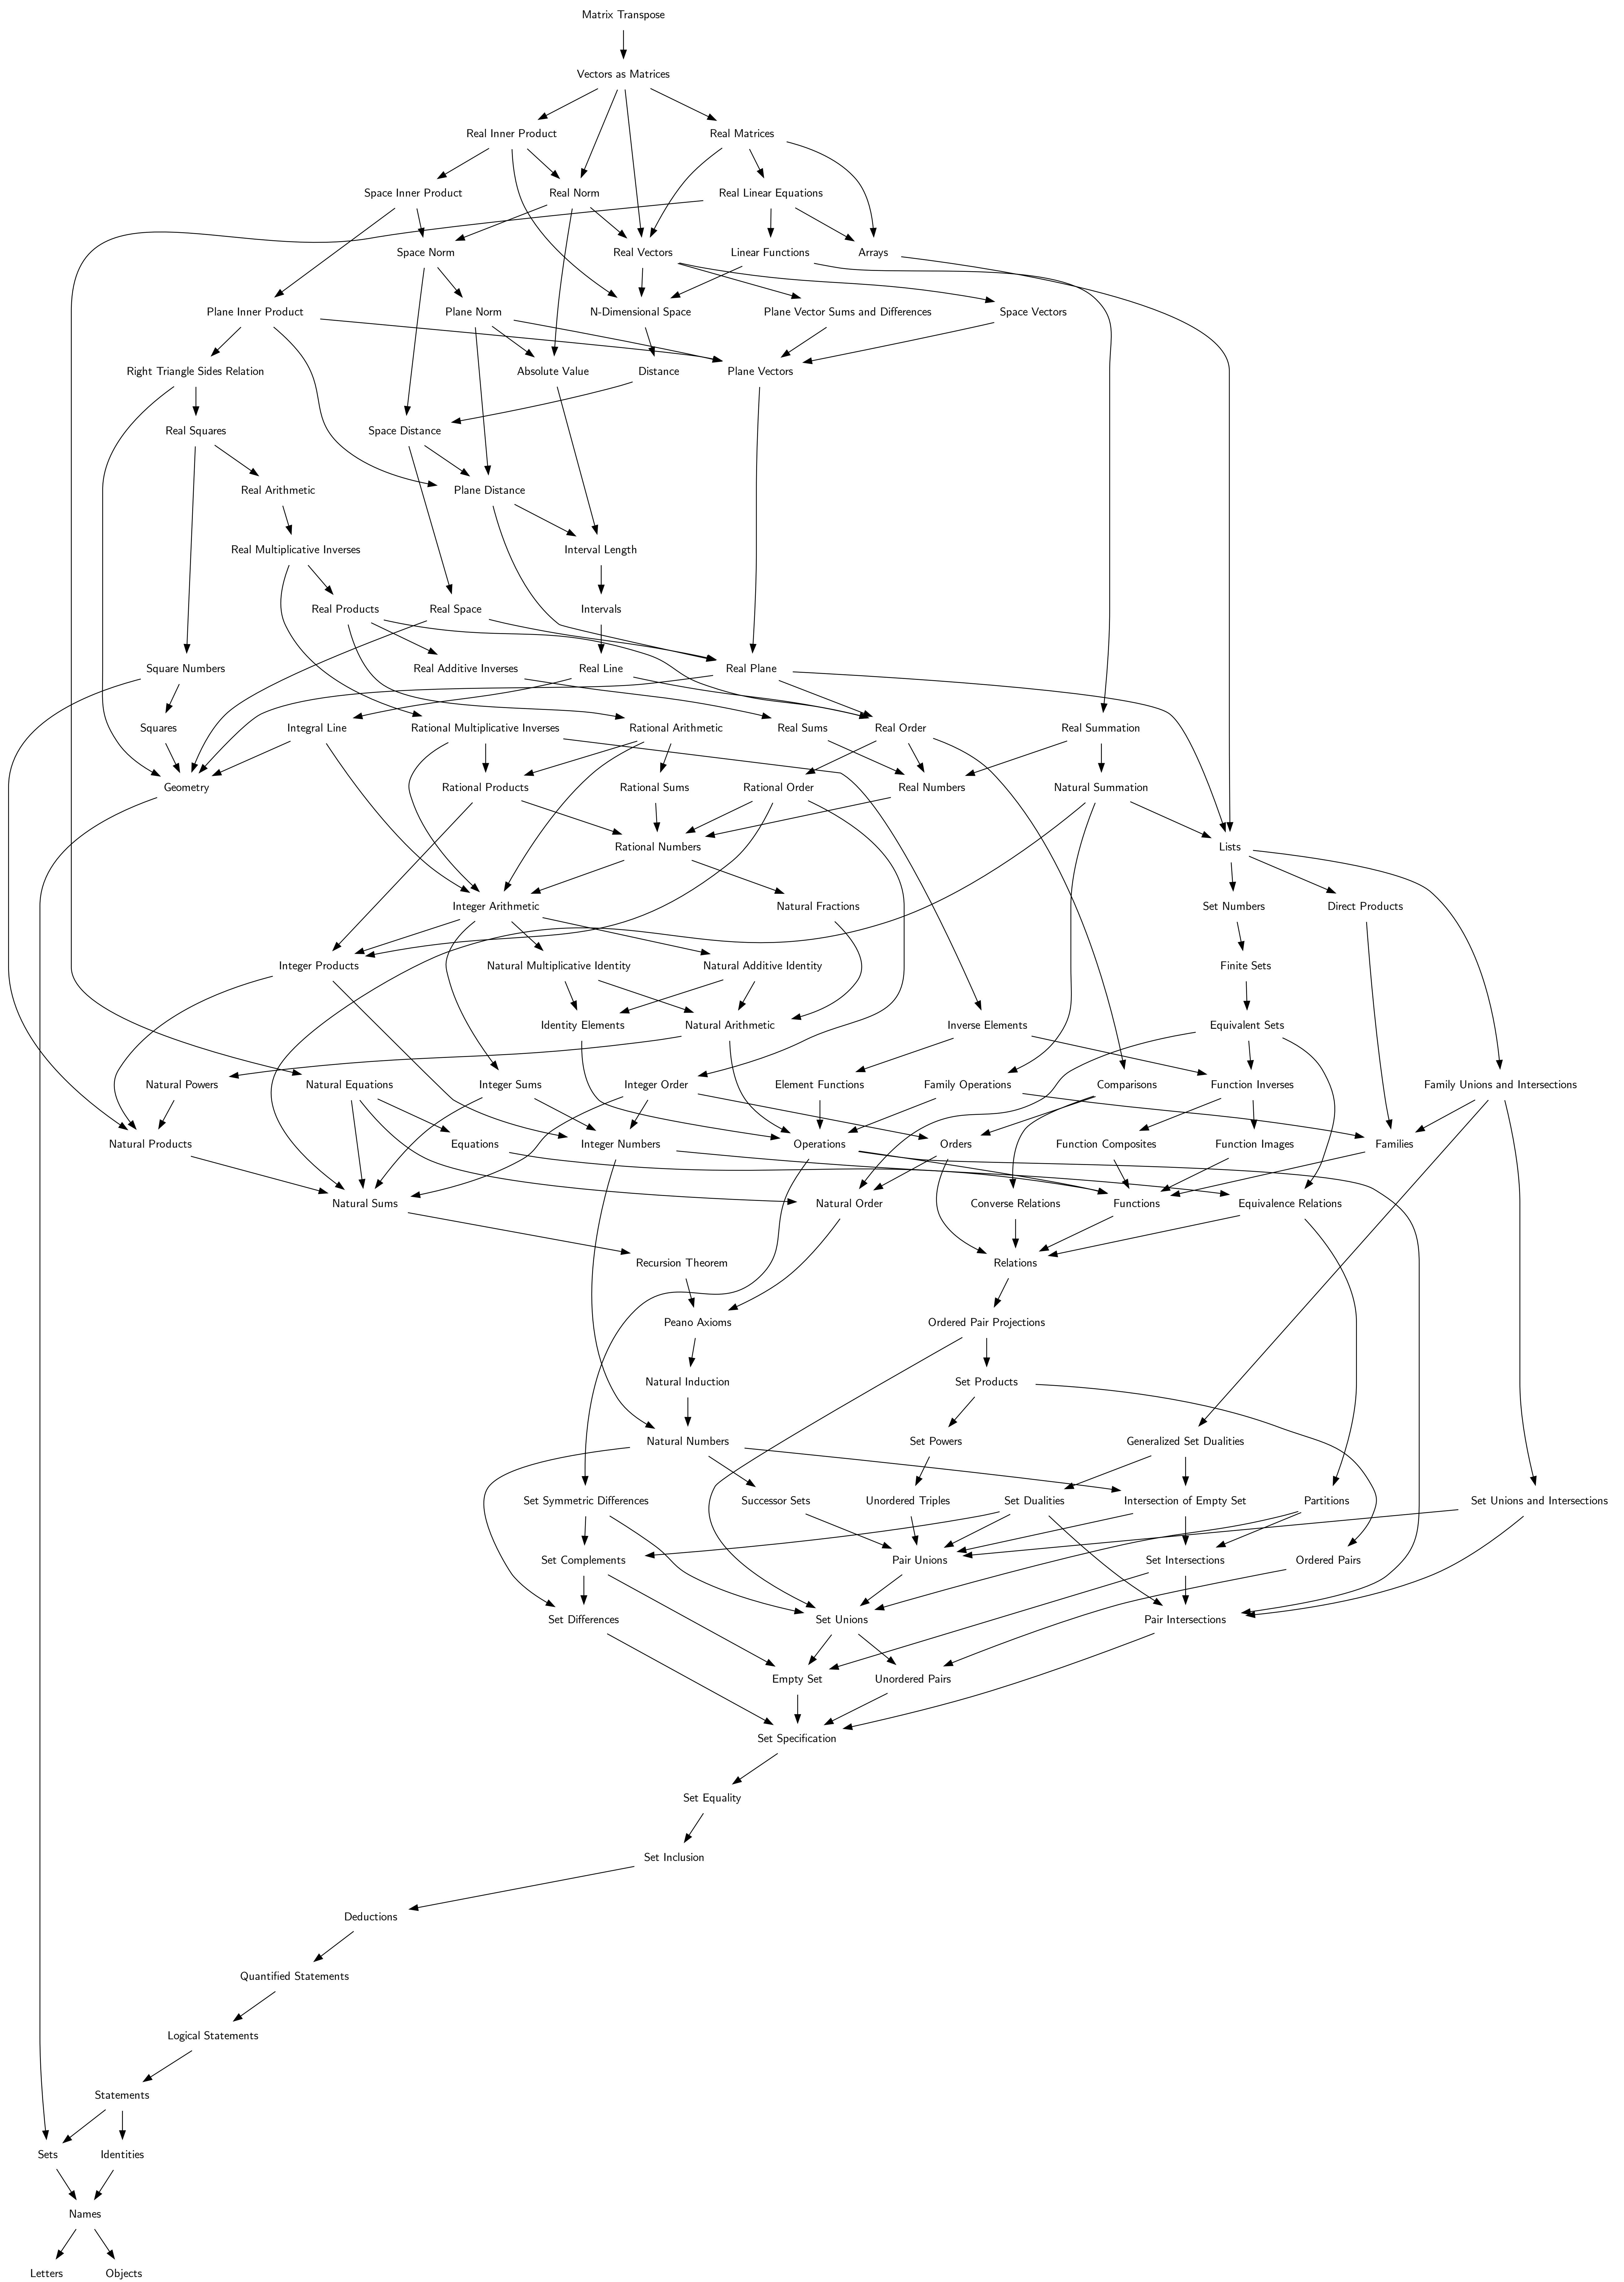 Matrix Transpose
Vectors as Matrices
Real Inner Product
Real Matrices
Space Inner Product
Real Norm
Real Linear Equations
Space Norm
Real Vectors
Linear Functions
Arrays
Plane Inner Product
Plane Norm
N-Dimensional Space
Plane Vector Sums and Differences
Space Vectors
Right Triangle Sides Relation
Absolute Value
Distance
Plane Vectors
Real Squares
Space Distance
Real Arithmetic
Plane Distance
Real Multiplicative Inverses
Interval Length
Real Products
Real Space
Intervals
Square Numbers
Real Additive Inverses
Real Line
Real Plane
Squares
Integral Line
Rational Multiplicative Inverses
Rational Arithmetic
Real Sums
Real Order
Real Summation
Geometry
Rational Products
Rational Sums
Rational Order
Real Numbers
Natural Summation
Rational Numbers
Lists
Integer Arithmetic
Natural Fractions
Set Numbers
Direct Products
Integer Products
Natural Multiplicative Identity
Natural Additive Identity
Finite Sets
Identity Elements
Natural Arithmetic
Inverse Elements
Equivalent Sets
Natural Powers
Natural Equations
Integer Sums
Integer Order
Element Functions
Family Operations
Comparisons
Function Inverses
Family Unions and Intersections
Natural Products
Equations
Integer Numbers
Operations
Orders
Function Composites
Function Images
Families
Natural Sums
Natural Order
Converse Relations
Functions
Equivalence Relations
Recursion Theorem
Relations
Peano Axioms
Ordered Pair Projections
Natural Induction
Set Products
Natural Numbers
Set Powers
Generalized Set Dualities
Set Symmetric Differences
Successor Sets
Unordered Triples
Set Dualities
Intersection of Empty Set
Partitions
Set Unions and Intersections
Set Complements
Pair Unions
Set Intersections
Ordered Pairs
Set Differences
Set Unions
Pair Intersections
Empty Set
Unordered Pairs
Set Specification
Set Equality
Set Inclusion
Deductions
Quantified Statements
Logical Statements
Statements
Sets
Identities
Names
Letters
Objects